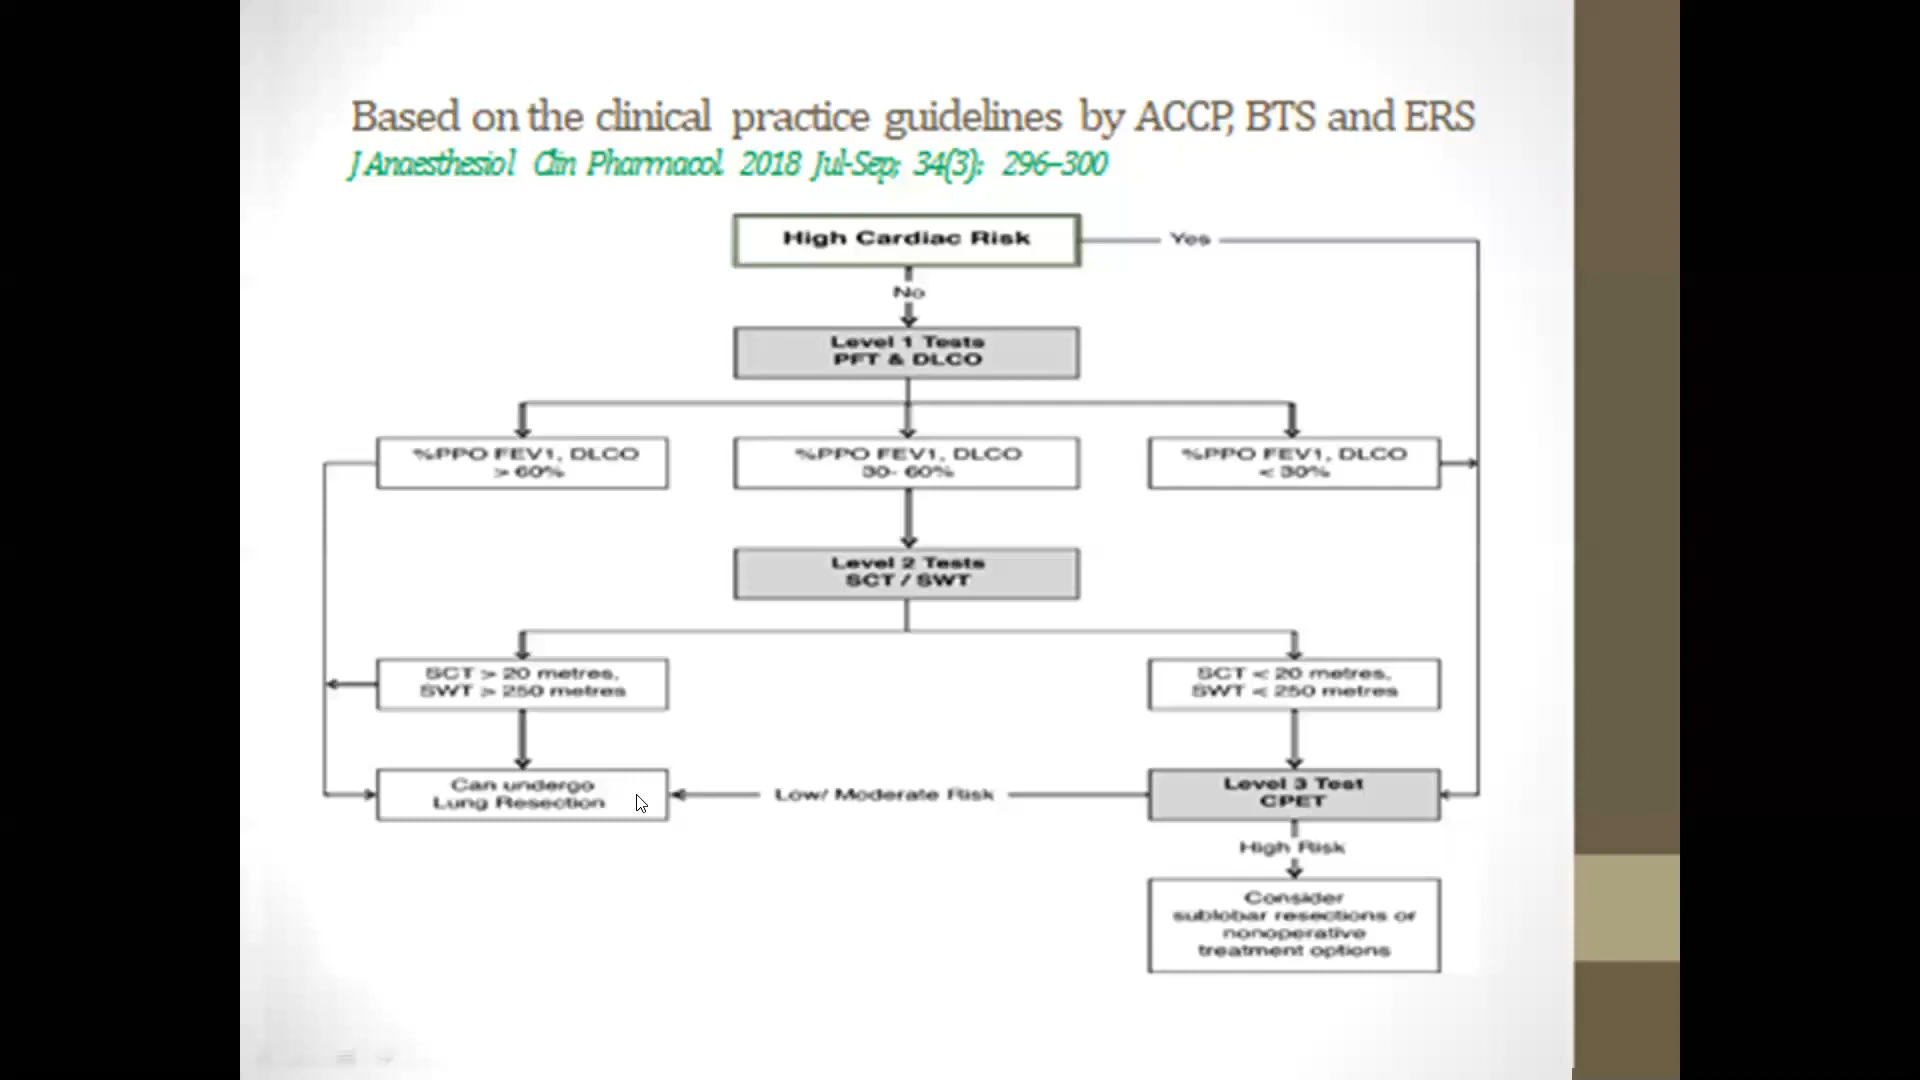 Based on the clinical practice guidelines by ACCP, BTS and ERS
J Anaesthesiol Clin Pharmacol. 2018 Jul-Sep; 34(3): 296–300
High Cardiac Risk
Yes
No
Level 1 Tests
PFT & DLCO
%PPO FEV1, DLCO
> 60%
%PPO FEV1, DLCO
30- 60%
%PPO FEV1, DLCO
< 30%
Level 2 Tests
SCT / SWT
SCT > 20 metres,
SWT > 250 metres
SCT < 20 metres,
SWT < 250 metres
Can undergo
Lung Resection
Low/ Moderate Risk
Level 3 Test
CPET
High Risk
Consider
sublobar resections or
nonoperative
treatment options